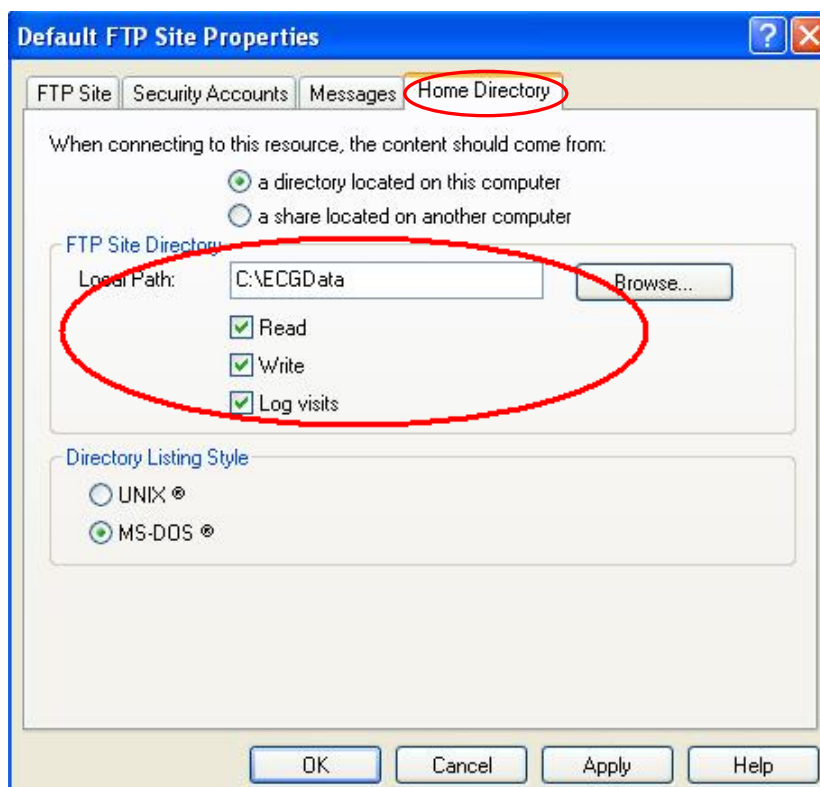 Default FTP Site Properties
FTP Site Security Accounts Messages Home Directory
When connecting to this resource, the content should come from:
a directory located on this computer
a share located on another computer
FTP Site Directory
Local Path: C:\ECGData Browse...
Read
Write
Log visits
Directory Listing Style
UNIX ®
MS-DOS ®
OK Cancel Apply Help